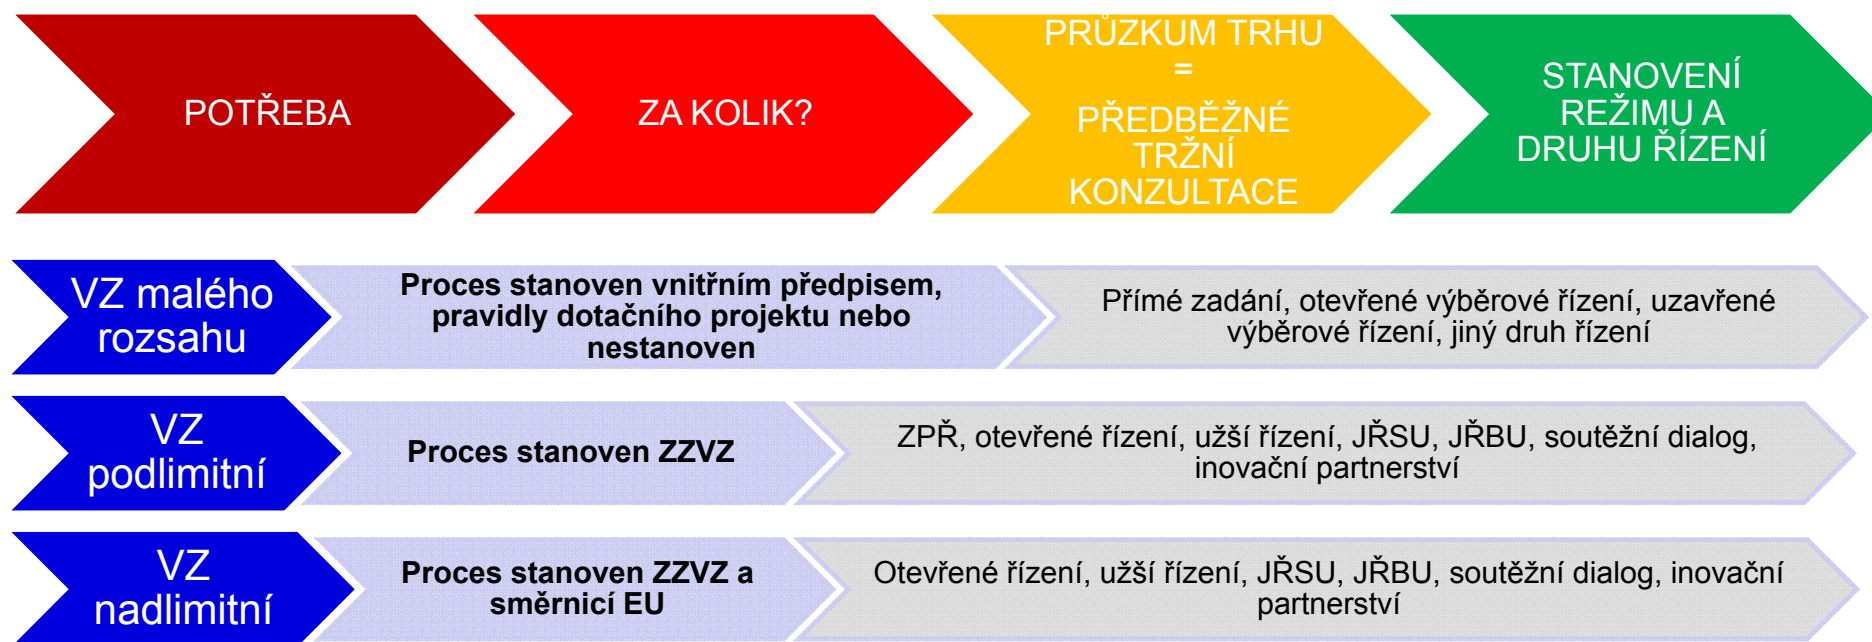 POTŘEBA
ZA KOLIK?
PRŮZKUM TRHU
=
PŘEDBĚŽNÉ
TRŽNÍ
KONZULTACE
STANOVENÍ
REŽIMU A
DRUHU ŘÍZENÍ
VZ malého
rozsahu
Proces stanoven vnitřním předpisem,
pravidly dotačního projektu nebo
nestanoven
Přímé zadání, otevřené výběrové řízení, uzavřené
výběrové řízení, jiný druh řízení
VZ
podlimitní
Proces stanoven ZZVZ
ZPŘ, otevřené řízení, užší řízení, JŘSU, JŘBU, soutěžní dialog,
inovační partnerství
VZ
nadlimitní
Proces stanoven ZZVZ a
směrnicí EU
Otevřené řízení, užší řízení, JŘSU, JŘBU, soutěžní dialog, inovační
partnerství